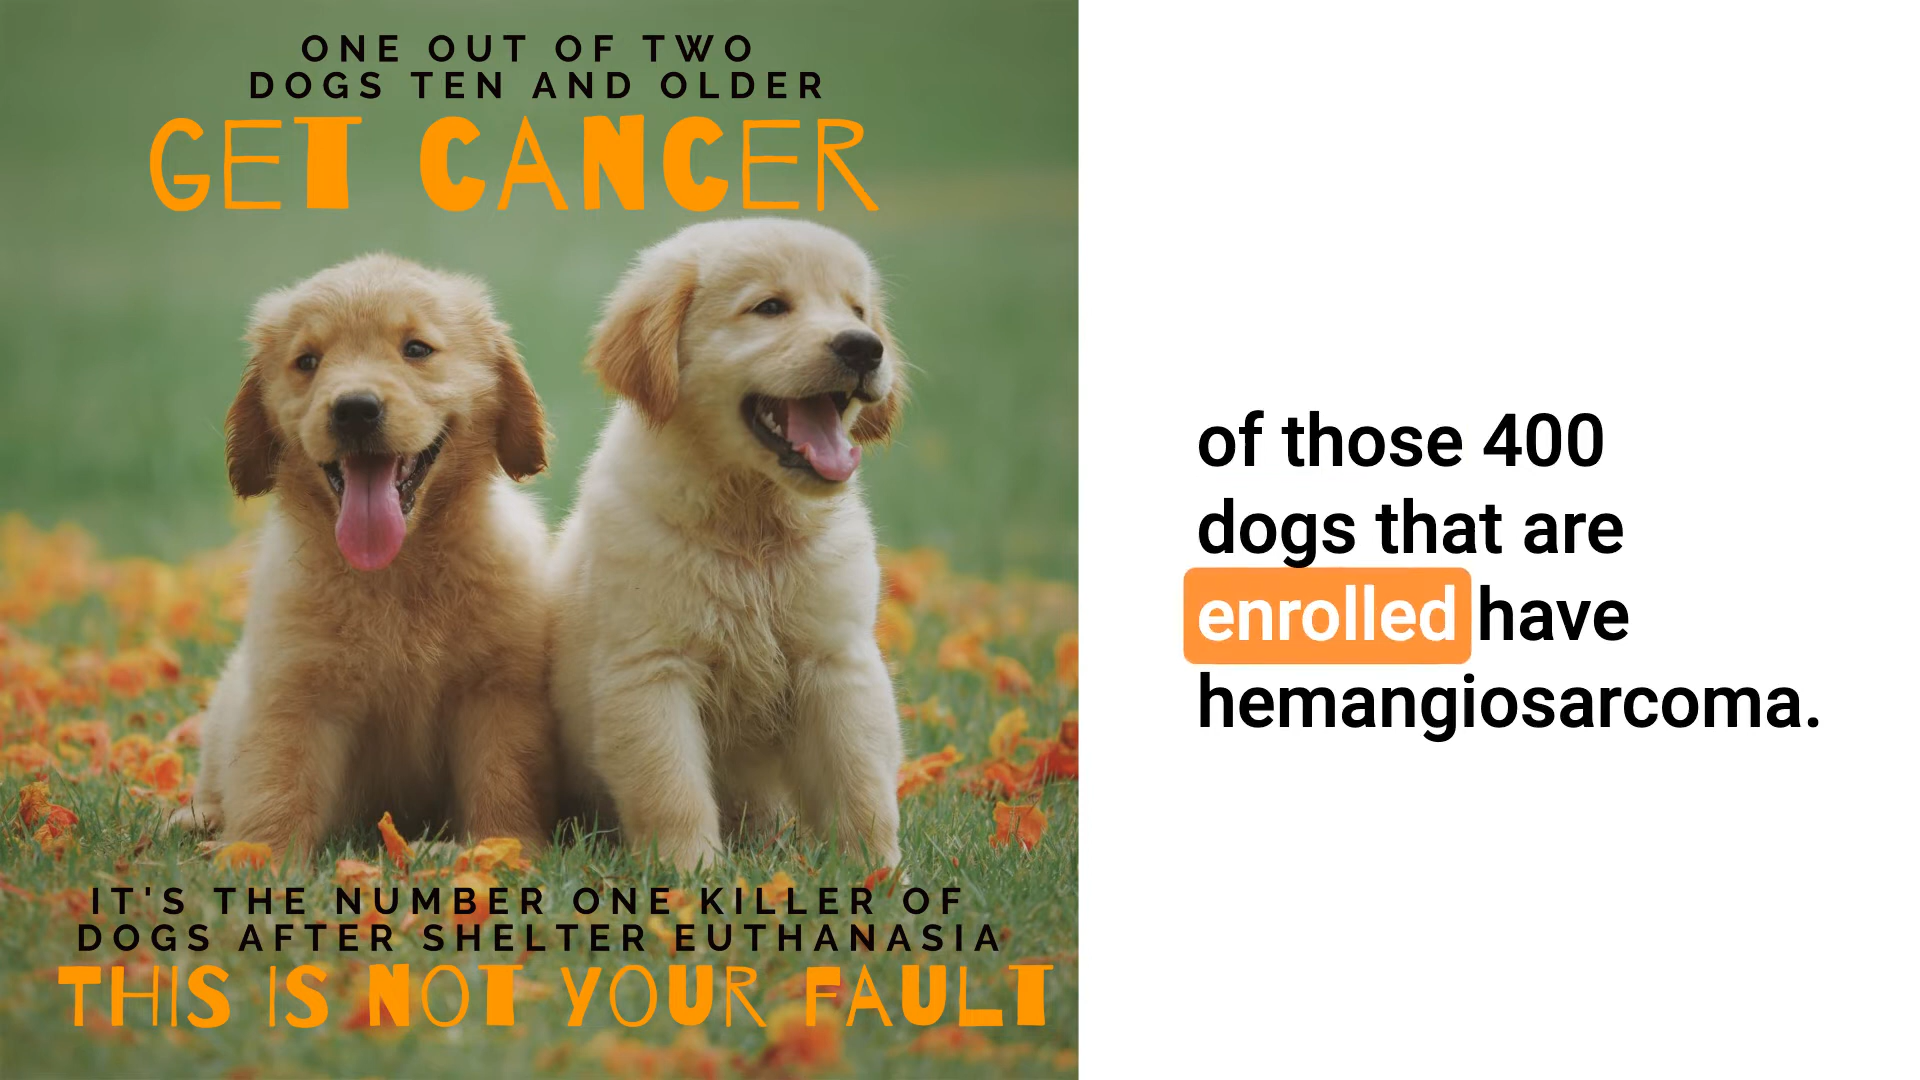 ONE OUT OF TWO
DOGS TEN AND OLDER
GET CANCER
IT'S THE NUMBER ONE KILLER OF
DOGS AFTER SHELTER EUTHANASIA
THIS IS NOT YOUR FAULT
of those 400
dogs that are
enrolled have
hemangiosarcoma.